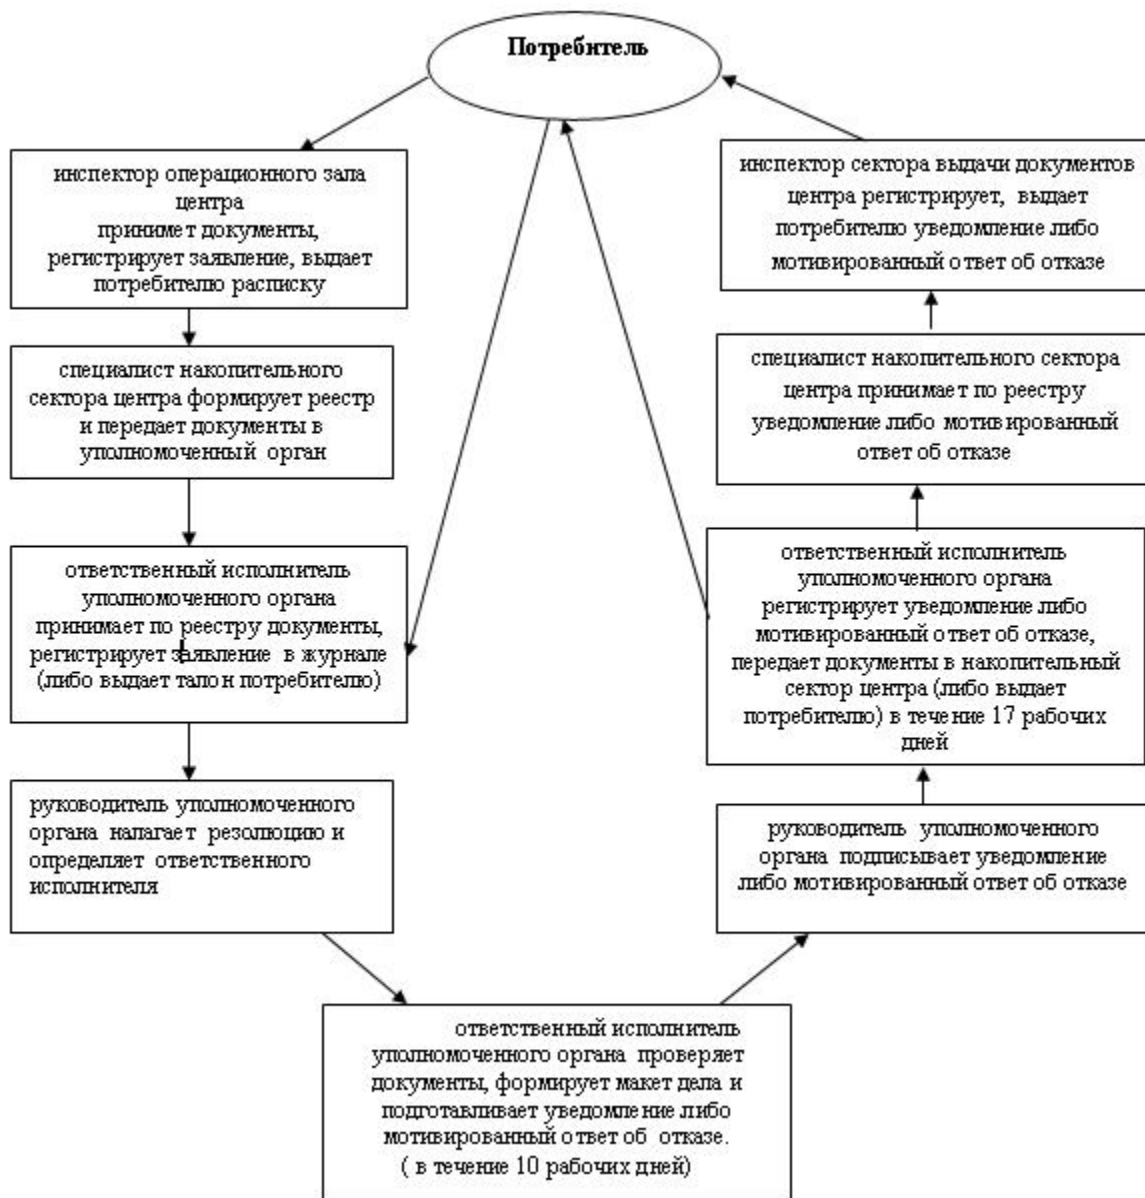 Потребитель
инспектор операционного зала
центра
принимет документы,
регистрирует заявление, выдает
потребителю расписку
специалист накопительного
сектора центра формирует реестр
и передает документы в
уполномоченный орган
ответственный исполнитель
уполномоченного органа
принимает по реестру документы,
регистрирует заявление в журнале
(либо выдает талон потребителю)
руководитель уполномоченного
органа налагает резолюцию и
определяет ответственного
исполнителя
ответственный исполнитель
уполномоченного органа проверяет
документы, формирует макет дела и
подготавливает уведомление либо
мотивированный ответ об отказе.
( в течение 10 рабочих дней)
руководитель уполномоченного
органа подписывает уведомление
либо мотивированный ответ об отказе
ответственный исполнитель
уполномоченного органа
регистрирует уведомление либо
мотивированный ответ об отказе,
передает документы в накопительный
сектор центра (либо выдает
потребителю) в течение 17 рабочих
дней
специалист накопительного сектора
центра принимает по реестру
уведомление либо мотивированный
ответ об отказе
инспектор сектора выдачи документов
центра регистрирует, выдает
потребителю уведомление либо
мотивированный ответ об отказе